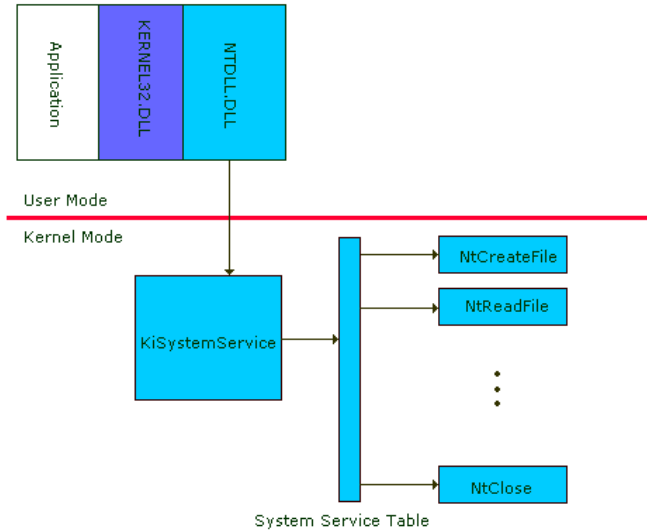 Application
KERNEL32.DLL
NTDLL.DLL
User Mode
Kernel Mode
NtCreateFile
NtReadFile
KiSystemService
NtClose
System Service Table